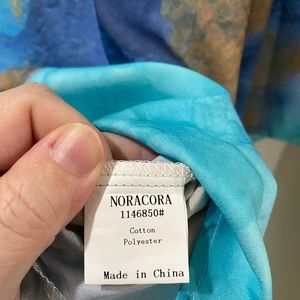 NORACORA
1146850#
Cotton
Polyester
Made in China